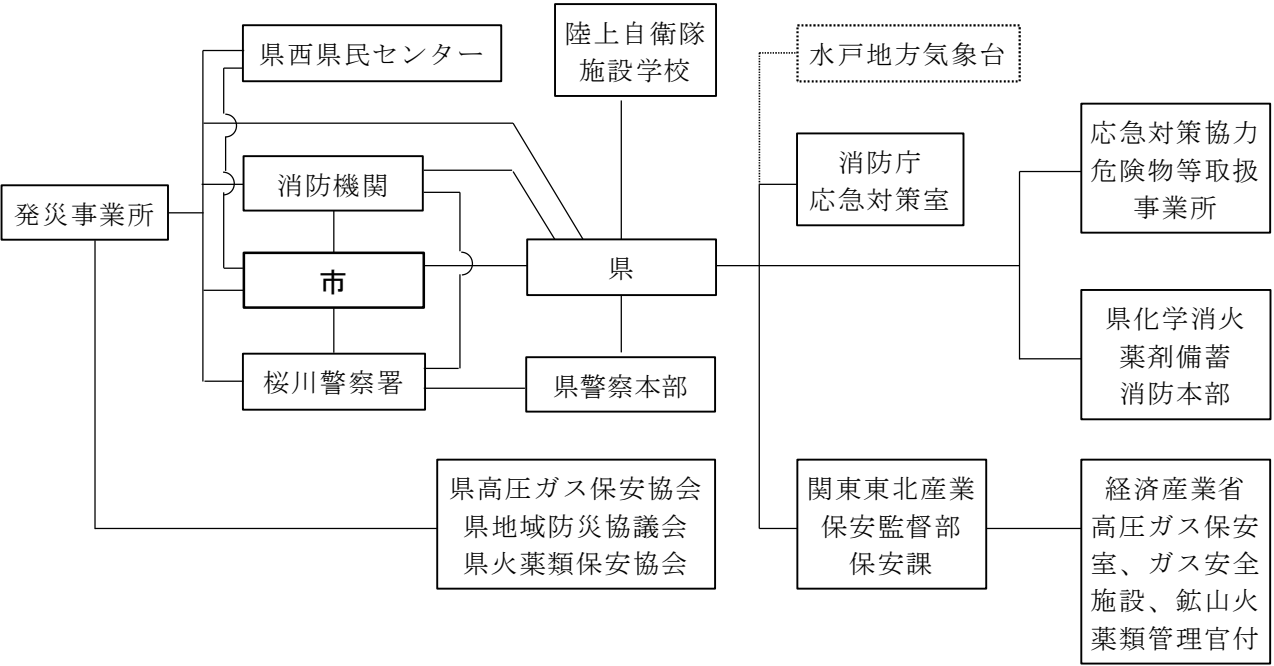 県西県民センター
陸上自衛隊
施設学校
水戸地方気象台
応急対策協力
危険物等取扱
事業所
消防庁
応急対策室
消防機関
発災事業所
県
市
県化学消火
薬剤備蓄
消防本部
桜川警察署
県警察本部
県高圧ガス保安協会
県地域防災協議会
県火薬類保安協会
関東東北産業
保安監督部
保安課
経済産業省
高圧ガス保安
室、ガス安全
施設、鉱山火
薬類管理官付